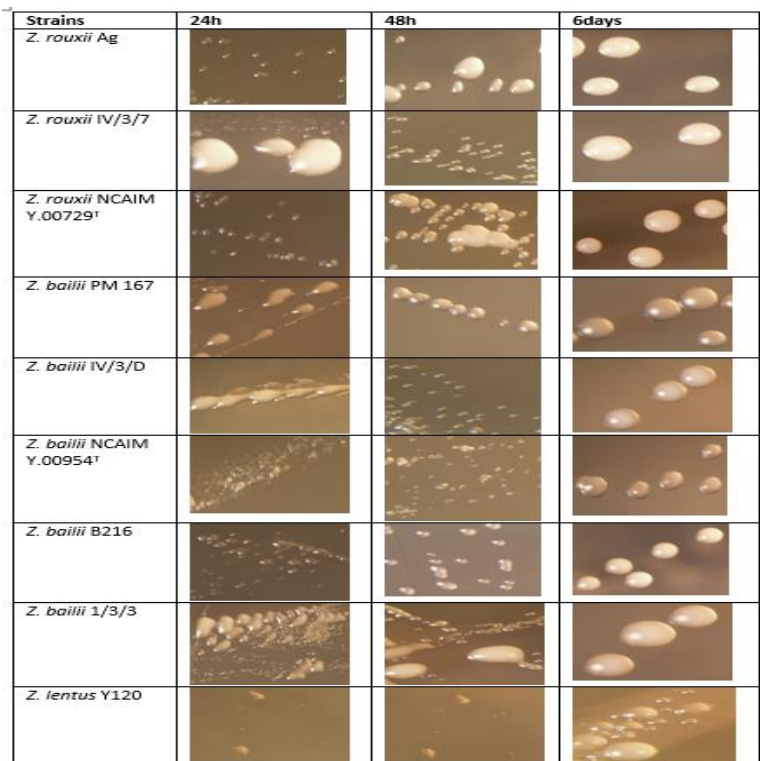 Strains 24h 48h 6days
Z. rouxii Ag
Z. rouxii IV/3/7
Z. rouxii NCAIM
Y.00729ᵀ
Z. bailii PM 167
Z. bailii IV/3/D
Z. bailii NCAIM
Y.00954ᵀ
Z. bailii B216
Z. bailii 1/3/3
Z. lentus Y120